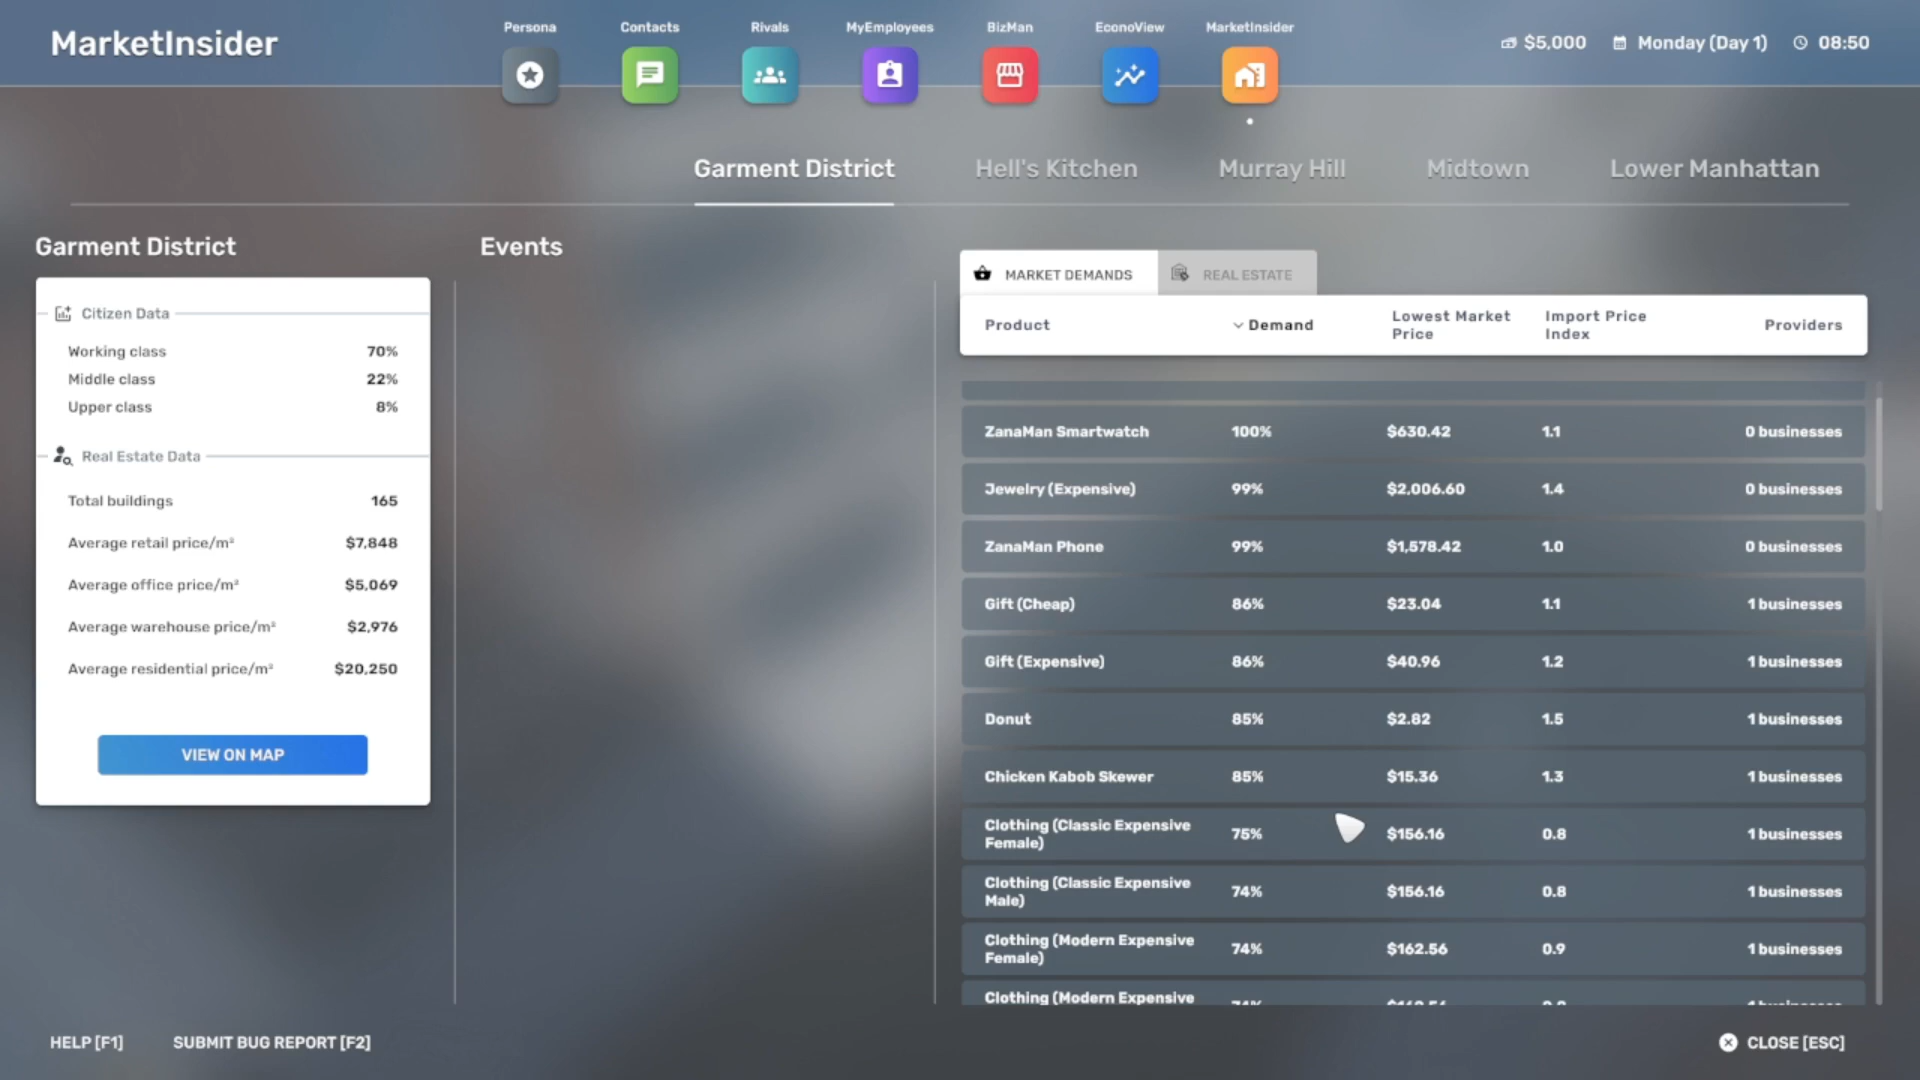 MarketInsider
Persona
Contacts
Rivals
MyEmployees
BizMan
EconoView
MarketInsider
$5,000
Monday (Day 1)
08:50
Garment District
Hell's Kitchen
Murray Hill
Midtown
Lower Manhattan
Garment District
Citizen Data
Working class 70%
Middle class 22%
Upper class 8%
Real Estate Data
Total buildings 165
Average retail price/m² $7,848
Average office price/m² $5,069
Average warehouse price/m² $2,976
Average residential price/m² $20,250
VIEW ON MAP
Events
MARKET DEMANDS
REAL ESTATE
Product
Demand
Lowest Market
Price
Import Price
Index
Providers
ZanaMan Smartwatch 100% $630.42 1.1 0 businesses
Jewelry (Expensive) 99% $2,006.60 1.4 0 businesses
ZanaMan Phone 99% $1,578.42 1.0 0 businesses
Gift (Cheap) 86% $23.04 1.1 1 businesses
Gift (Expensive) 86% $40.96 1.2 1 businesses
Donut 85% $2.82 1.5 1 businesses
Chicken Kabob Skewer 85% $15.36 1.3 1 businesses
Clothing (Classic Expensive
Female) 75% $156.16 0.8 1 businesses
Clothing (Classic Expensive
Male) 74% $156.16 0.8 1 businesses
Clothing (Modern Expensive
Female) 74% $162.56 0.9 1 businesses
Clothing (Modern Expensive
HELP [F1]
SUBMIT BUG REPORT [F2]
CLOSE [ESC]